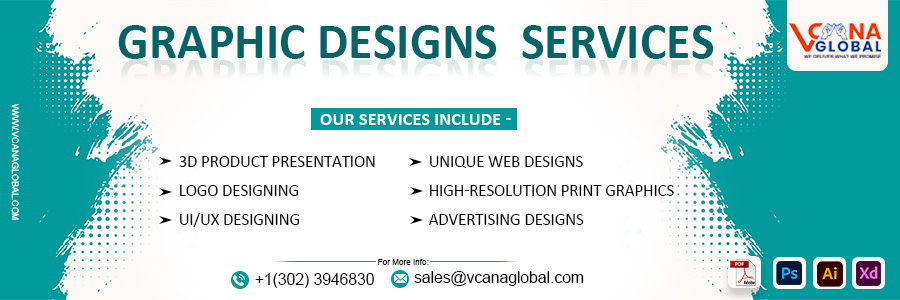 GRAPHIC DESIGNS SERVICES
VCANA
GLOBAL
WE DELIVER WHAT WE PROMISE
WWW.VCANAGLOBAL.COM
OUR SERVICES INCLUDE -
➤ 3D PRODUCT PRESENTATION
➤ LOGO DESIGNING
➤ UI/UX DESIGNING
➤ UNIQUE WEB DESIGNS
➤ HIGH-RESOLUTION PRINT GRAPHICS
➤ ADVERTISING DESIGNS
For More Info:
+1(302) 3946830
sales@vcanaglobal.com
PDF
Adobe
Ps
Ai
Xd